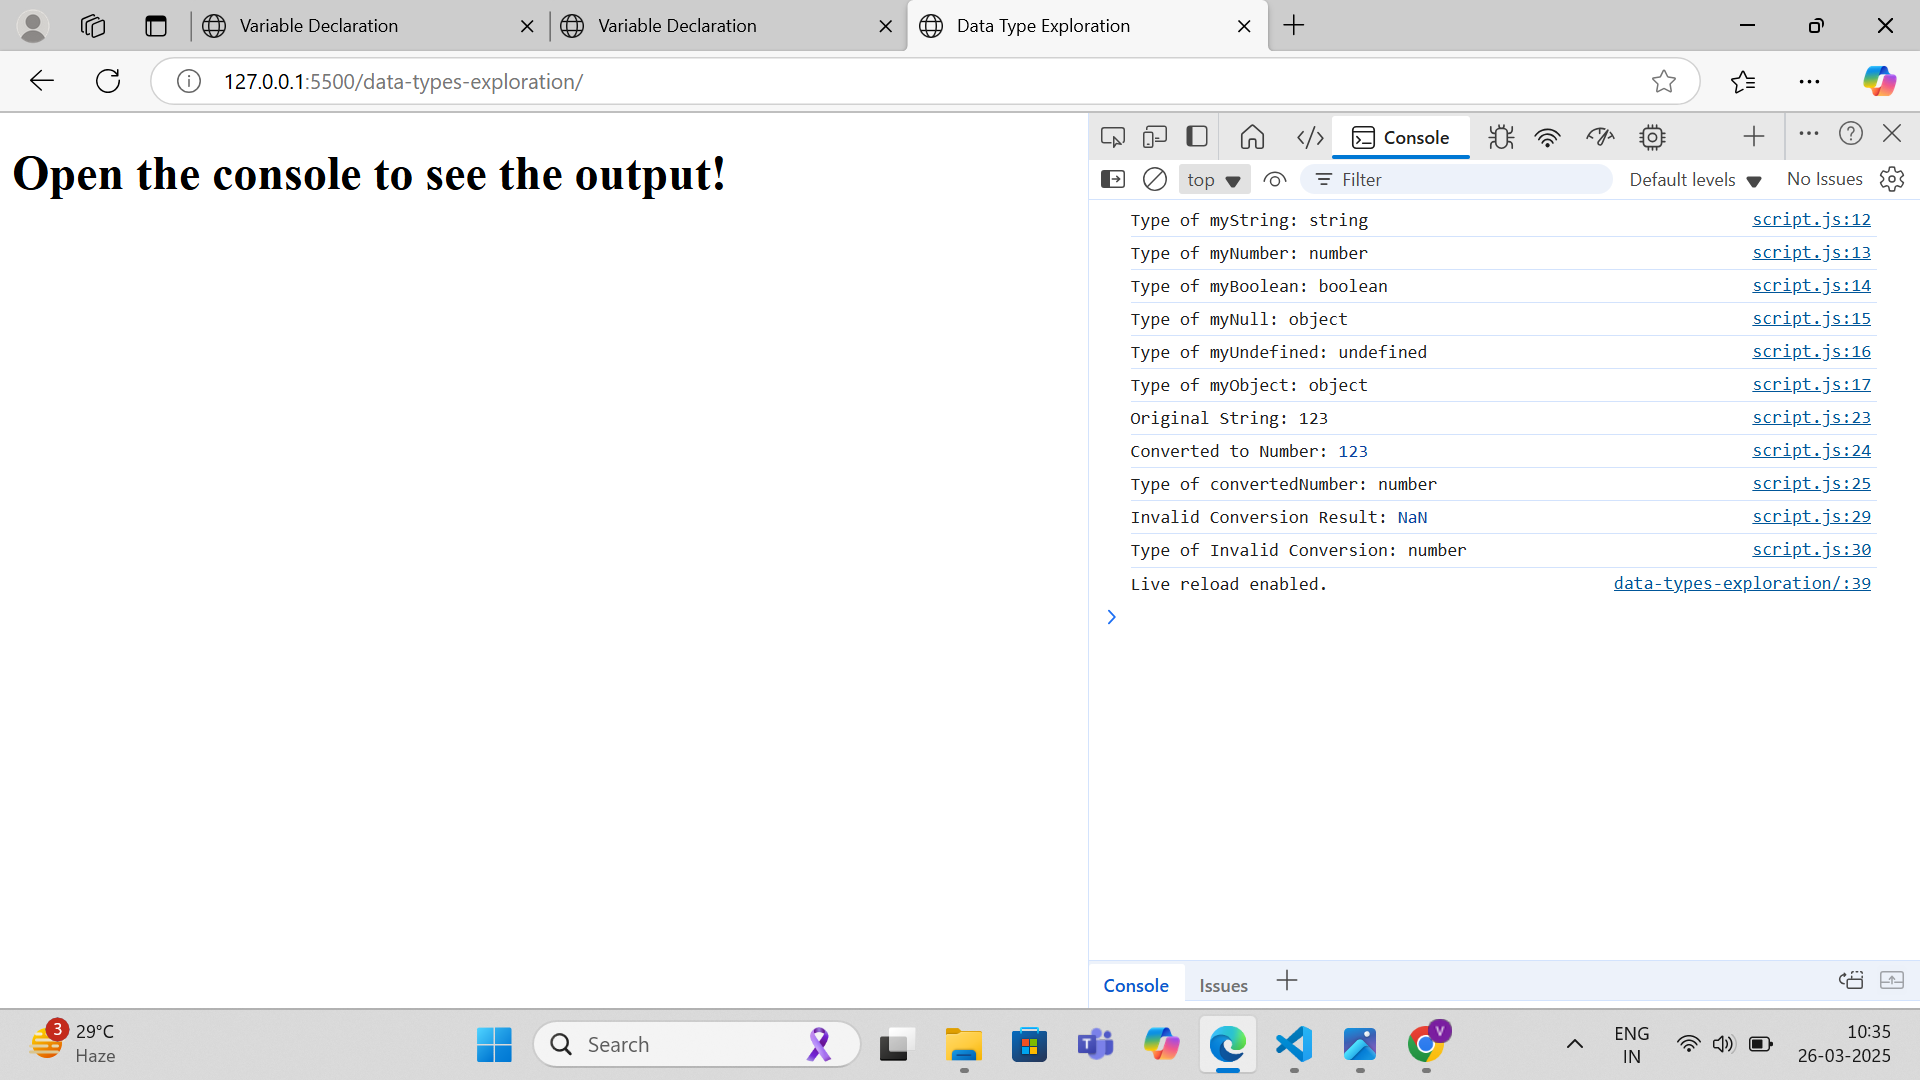 Variable Declaration
Variable Declaration
Data Type Exploration
127.0.0.1:5500/data-types-exploration/
Open the console to see the output!
Console
top
Filter
Default levels
No Issues
Type of myString: string script.js:12
Type of myNumber: number script.js:13
Type of myBoolean: boolean script.js:14
Type of myNull: object script.js:15
Type of myUndefined: undefined script.js:16
Type of myObject: object script.js:17
Original String: 123 script.js:23
Converted to Number: 123 script.js:24
Type of convertedNumber: number script.js:25
Invalid Conversion Result: NaN script.js:29
Type of Invalid Conversion: number script.js:30
Live reload enabled. data-types-exploration/:39
Console
Issues
3
29°C
Haze
Search
T
V
ENG
IN
10:35
26-03-2025